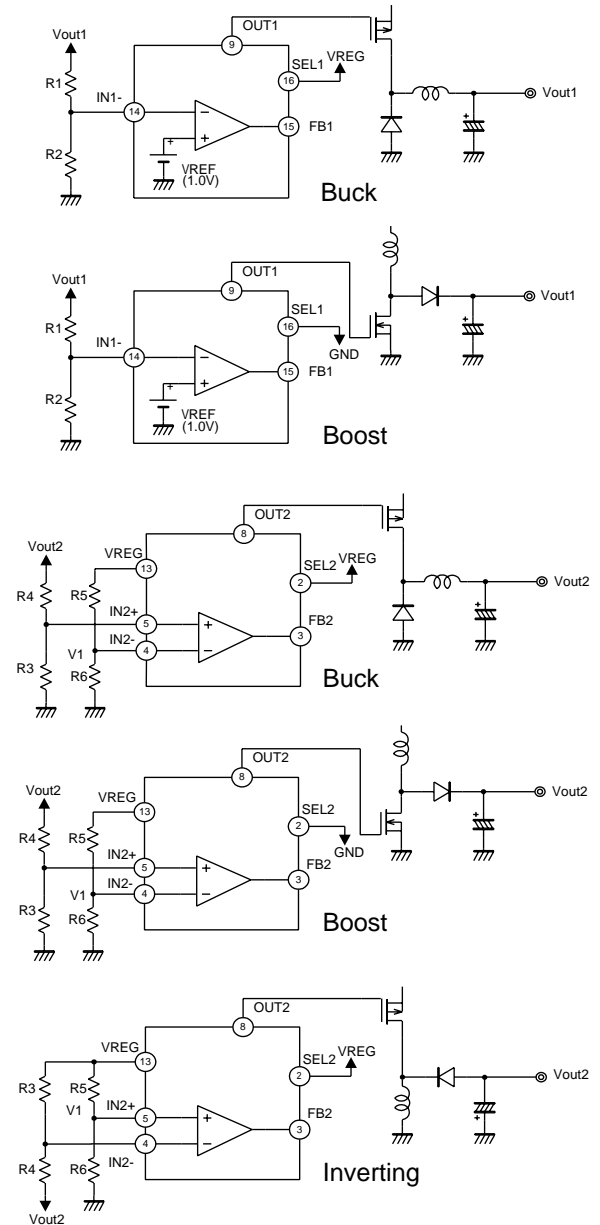 OUT1
Vout1
9
SEL1
VREG
R1
16
IN1-
Vout1
14
−
FB1
+
15
R2
+
VREF
(1.0V)
Buck
+
OUT1
Vout1
9
SEL1
Vout1
R1
16
IN1-
GND
14
−
FB1
+
15
R2
+
VREF
(1.0V)
Boost
+
OUT2
8
Vout2
VREG
SEL2
VREG
13
R4
R5
2
Vout2
IN2+
FB2
5
+
3
IN2-
4
−
V1
R3
R6
Buck
+
OUT2
8
Vout2
VREG
SEL2
Vout2
13
R4
R5
2
GND
IN2+
FB2
5
+
3
IN2-
4
−
V1
R3
R6
Boost
+
OUT2
8
VREG
SEL2
VREG
13
R3
R5
2
Vout2
V1
IN2+
FB2
5
+
3
4
−
R4
R6
IN2-
Inverting
+
Vout2